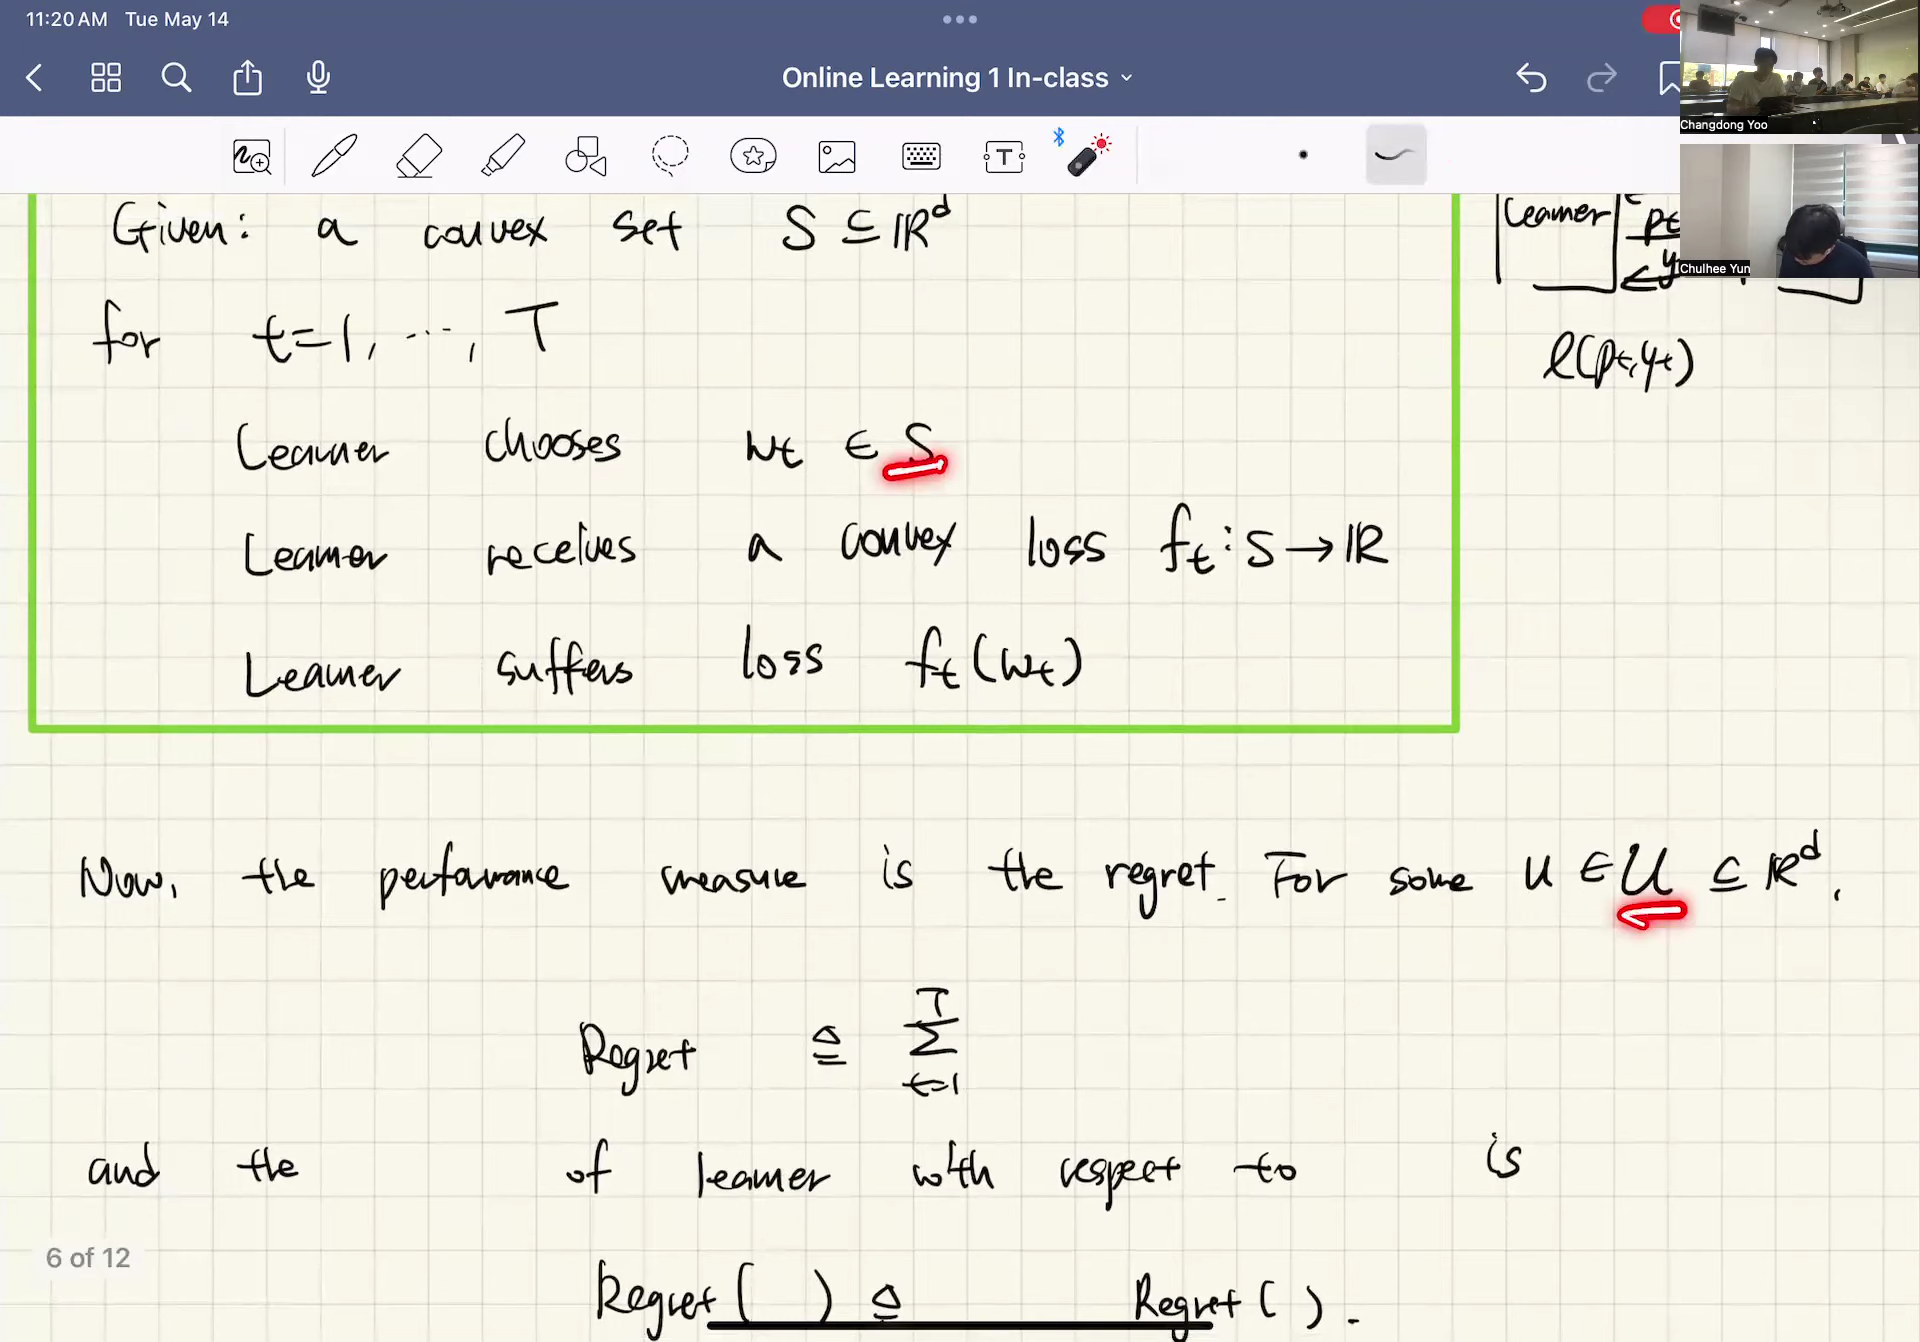 11:20 AM Tue May 14
Online Learning 1 In-class
Changdong Yoo
Chulhee Yun
Given: a convex set S ⊆ ℝ^d
for t=1, ..., T
Learner chooses w_t ∈ S
Learner receives a convex loss f_t : S → ℝ
Learner suffers loss f_t(w_t)
Learner
ℓ(p_t, y_t)
Now, the performance measure is the regret. For some u ∈ U ⊆ ℝ^d,
Regret ≜ Σ_{t=1}^{T}
and the of learner with respect to is
Regret ( ) ≜ Regret ( ).
6 of 12